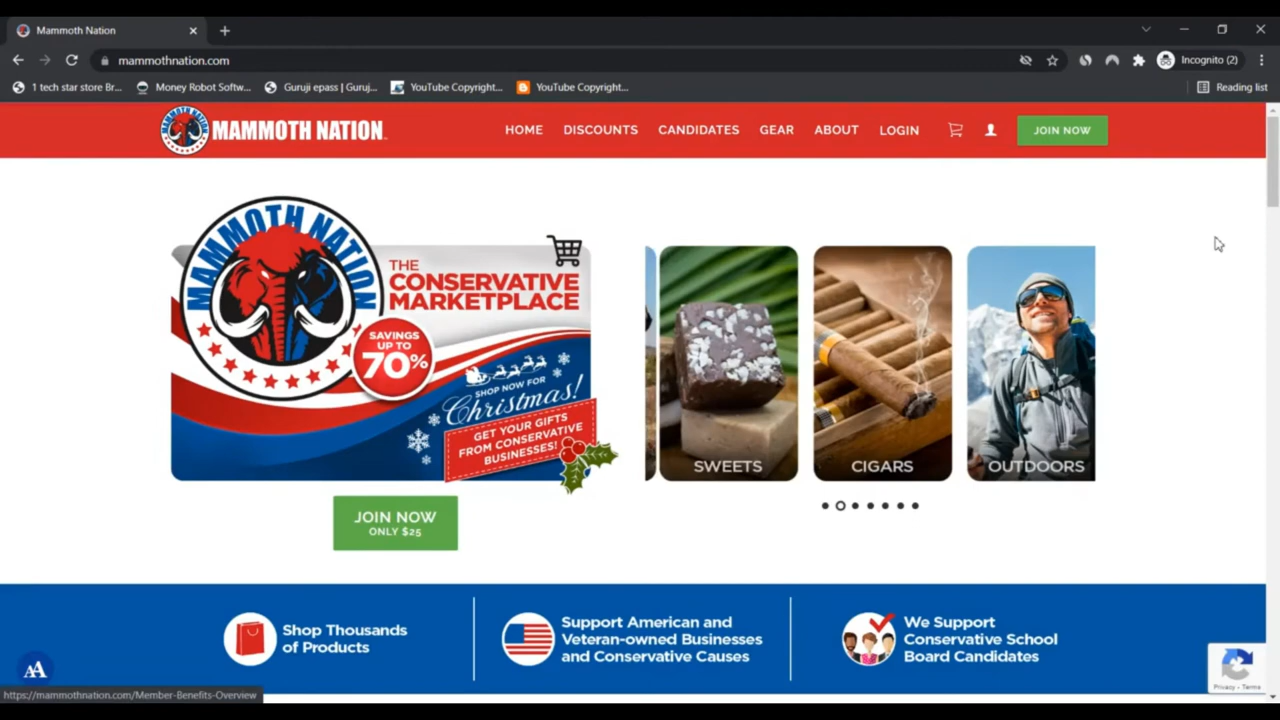 Mammoth Nation
mammothnation.com
Incognito (2)
1 tech star store Br...
Money Robot Softw...
Guruji epass | Guruj...
YouTube Copyright...
YouTube Copyright...
Reading list
MAMMOTH NATION
HOME
DISCOUNTS
CANDIDATES
GEAR
ABOUT
LOGIN
JOIN NOW
MAMMOTH NATION
THE
CONSERVATIVE
MARKETPLACE
SAVINGS
UP TO
70%
SHOP NOW FOR
Christmas!
GET YOUR GIFTS
FROM CONSERVATIVE
BUSINESSES!
SWEETS
CIGARS
OUTDOORS
JOIN NOW
ONLY $25
Shop Thousands
of Products
Support American and
Veteran-owned Businesses
and Conservative Causes
We Support
Conservative School
Board Candidates
AA
Privacy - Terms
https://mammothnation.com/Member-Benefits-Overview